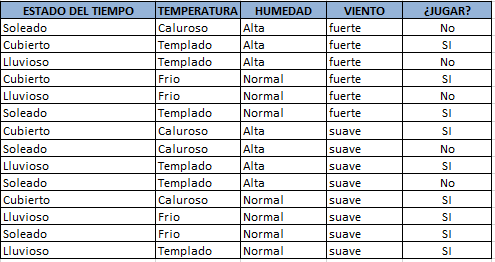 ESTADO DEL TIEMPO TEMPERATURA HUMEDAD VIENTO ¿JUGAR?
Soleado Caluroso Alta fuerte No
Cubierto Templado Alta fuerte SI
Lluvioso Templado Alta fuerte No
Cubierto Frio Normal fuerte SI
Lluvioso Frio Normal fuerte No
Soleado Templado Normal fuerte SI
Cubierto Caluroso Alta suave SI
Soleado Caluroso Alta suave No
Lluvioso Templado Alta suave SI
Soleado Templado Alta suave No
Cubierto Caluroso Normal suave SI
Lluvioso Frio Normal suave SI
Soleado Frio Normal suave SI
Lluvioso Templado Normal suave SI